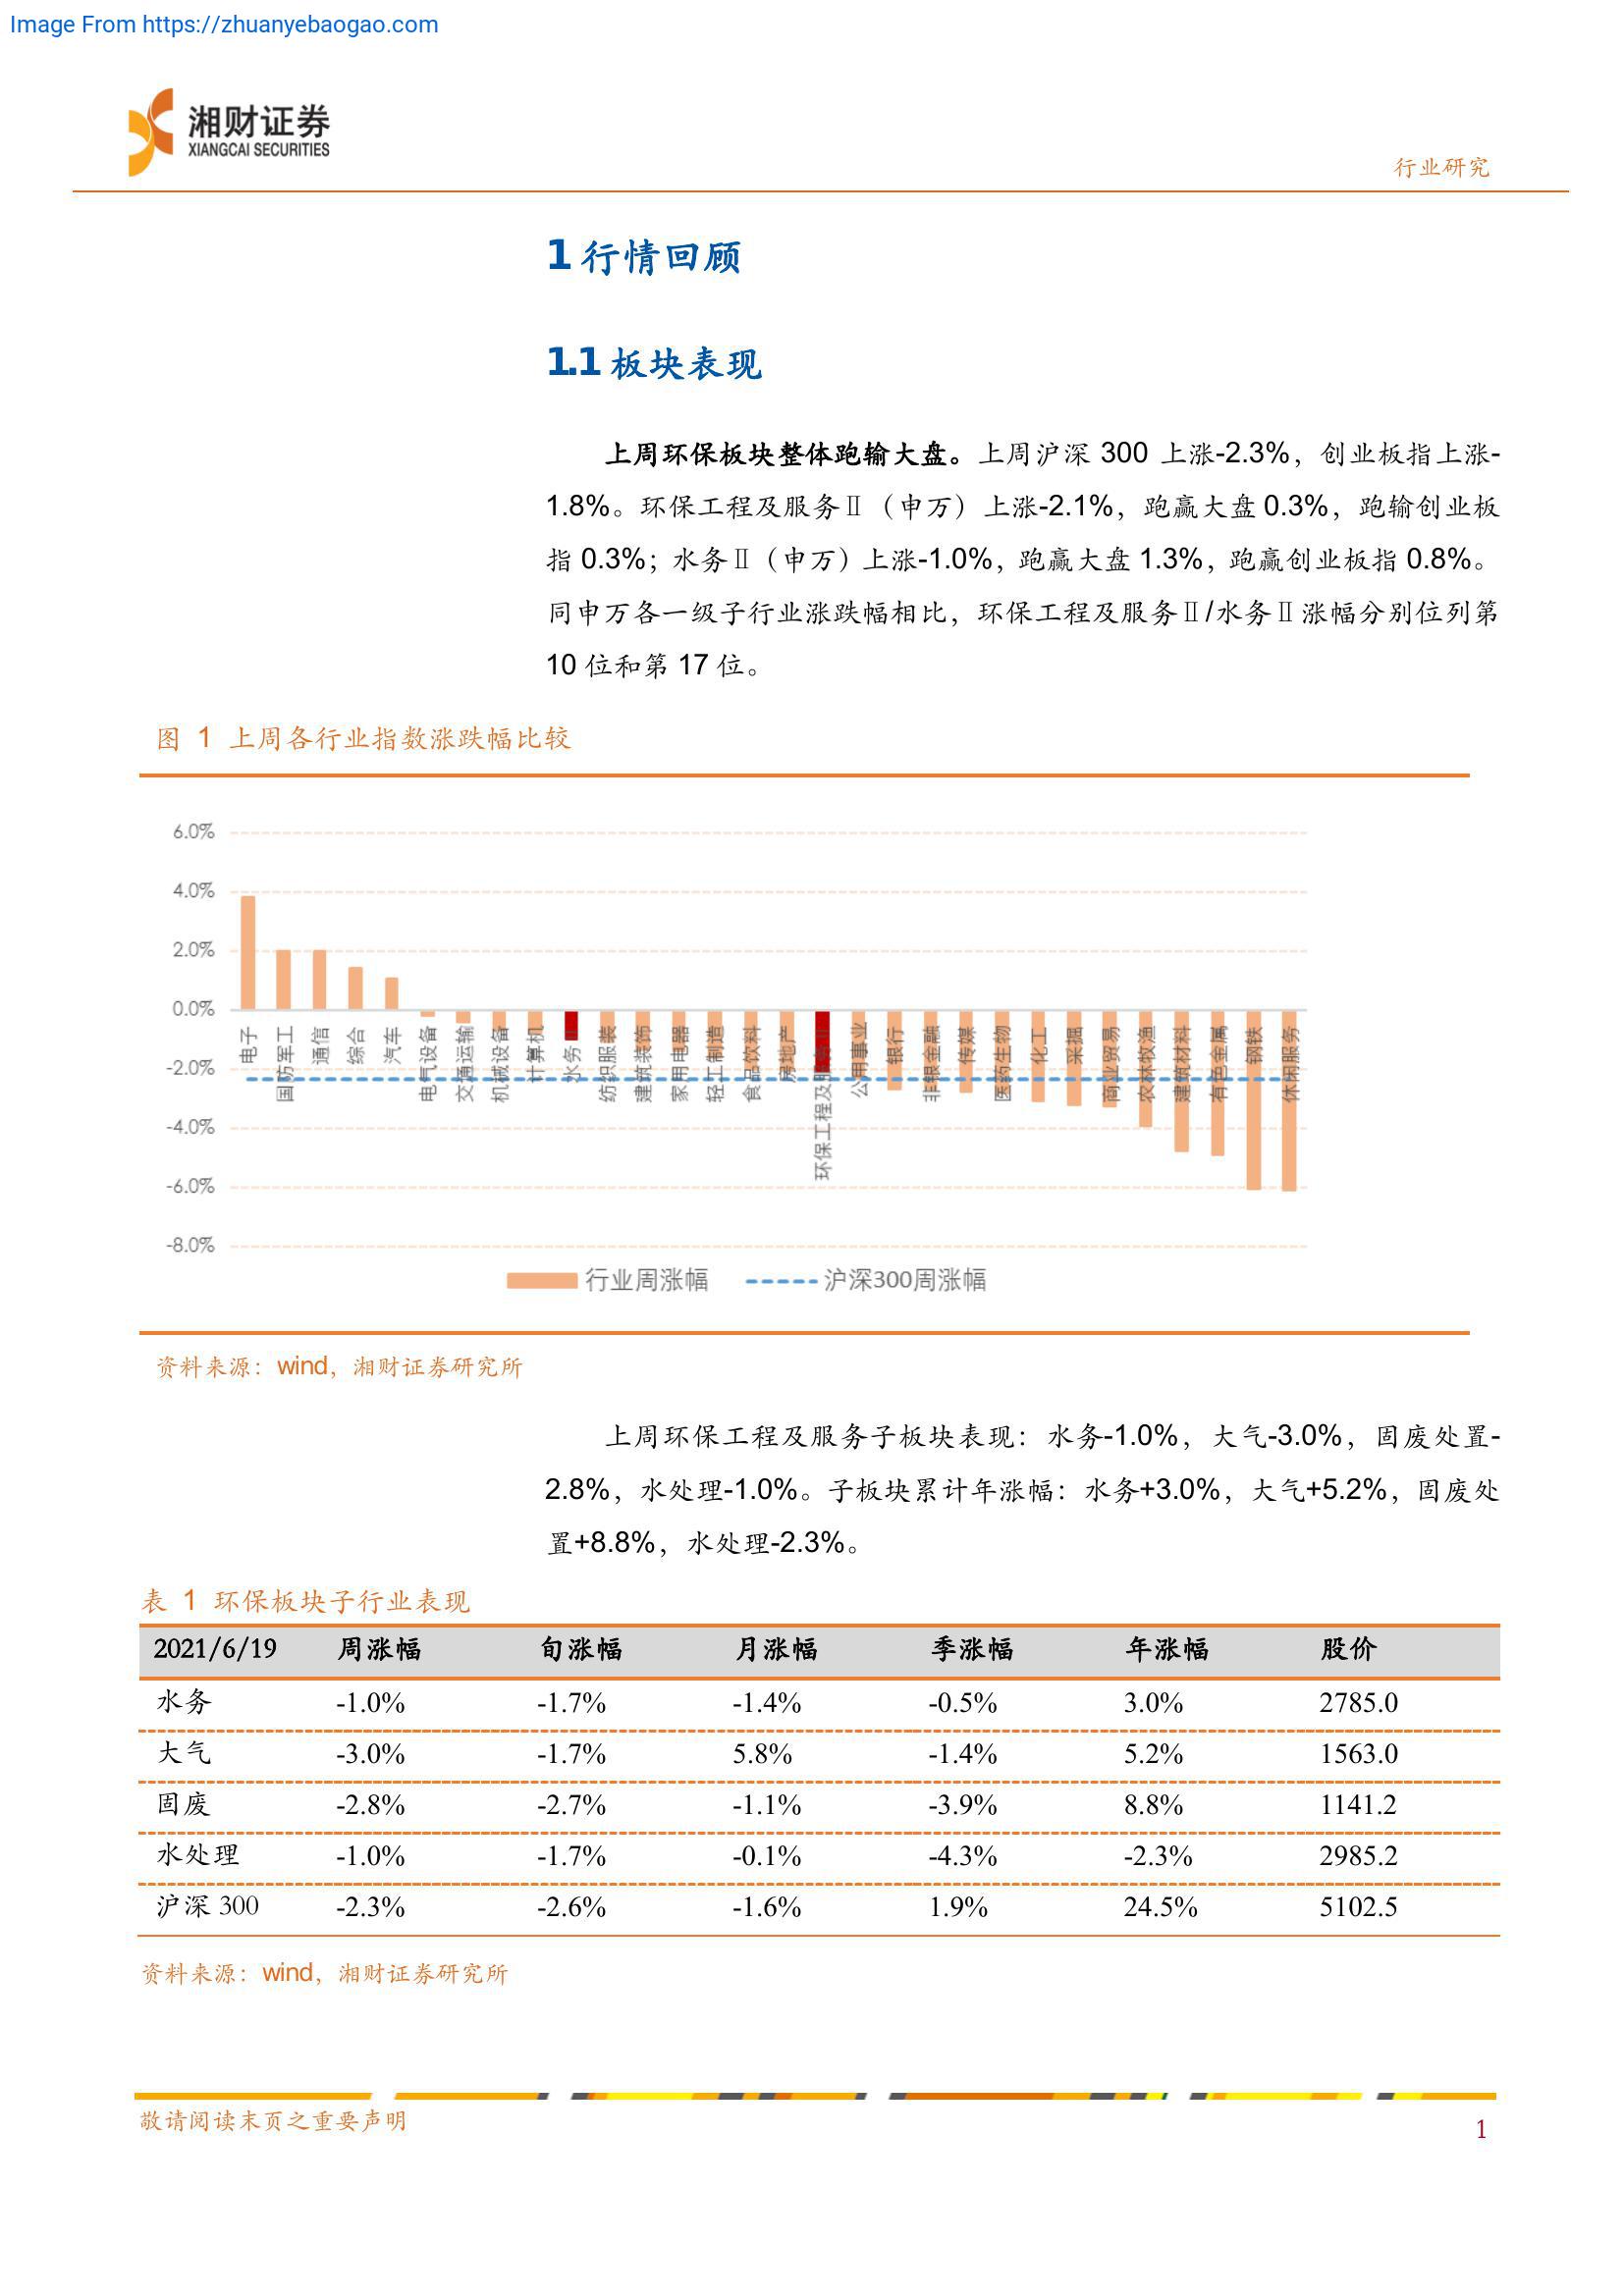 Image From https://zhuanyebaogao.com
湘财证券
XIANGCAI SECURITIES
行业研究
1 行情回顾
1.1 板块表现
上周环保板块整体跑输大盘。上周沪深 300 上涨-2.3%，创业板指上涨-
1.8%。环保工程及服务Ⅱ（申万）上涨-2.1%，跑赢大盘 0.3%，跑输创业板
指 0.3%；水务Ⅱ（申万）上涨-1.0%，跑赢大盘 1.3%，跑赢创业板指 0.8%。
同申万各一级子行业涨跌幅相比，环保工程及服务Ⅱ/水务Ⅱ涨幅分别位列第
10 位和第 17 位。
图 1 上周各行业指数涨跌幅比较
6.0%
4.0%
2.0%
0.0%
-2.0%
-4.0%
-6.0%
-8.0%
电子
国防军工
通信
综合
汽车
电气设备
交通运输
机械设备
计算机
水务
纺织服装
建筑装饰
家用电器
轻工制造
食品饮料
房地产
环保工程及服务
公用事业
银行
非银金融
传媒
医药生物
化工
采掘
商业贸易
农林牧渔
建筑材料
有色金属
钢铁
休闲服务
行业周涨幅 沪深300周涨幅
资料来源：wind，湘财证券研究所
上周环保工程及服务子板块表现：水务-1.0%，大气-3.0%，固废处置-
2.8%，水处理-1.0%。子板块累计年涨幅：水务+3.0%，大气+5.2%，固废处
置+8.8%，水处理-2.3%。
表 1 环保板块子行业表现
2021/6/19 周涨幅 旬涨幅 月涨幅 季涨幅 年涨幅 股价
水务 -1.0% -1.7% -1.4% -0.5% 3.0% 2785.0
大气 -3.0% -1.7% 5.8% -1.4% 5.2% 1563.0
固废 -2.8% -2.7% -1.1% -3.9% 8.8% 1141.2
水处理 -1.0% -1.7% -0.1% -4.3% -2.3% 2985.2
沪深 300 -2.3% -2.6% -1.6% 1.9% 24.5% 5102.5
资料来源：wind，湘财证券研究所
敬请阅读末页之重要声明
1